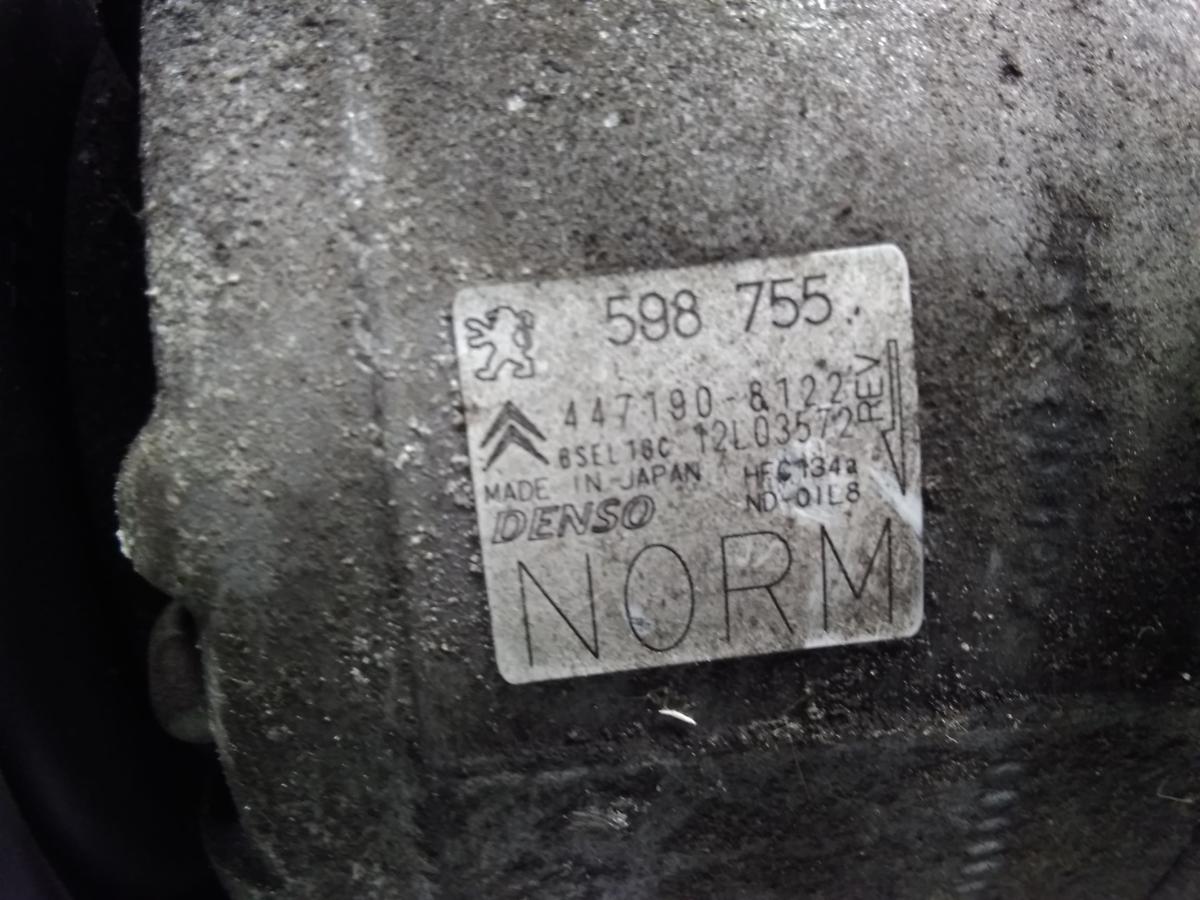 598 755.
447190-8122
6SEL16C 12L03572
REV
MADE IN JAPAN HFC134a
DENSO ND-OIL8
NORM